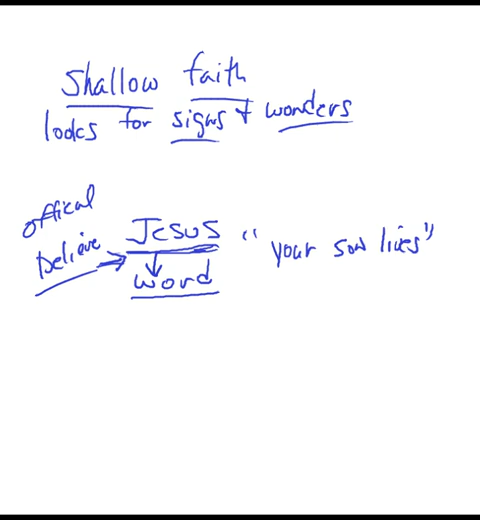 Shallow faith
looks for signs & wonders
offical
believe Jesus "your son lives"
word